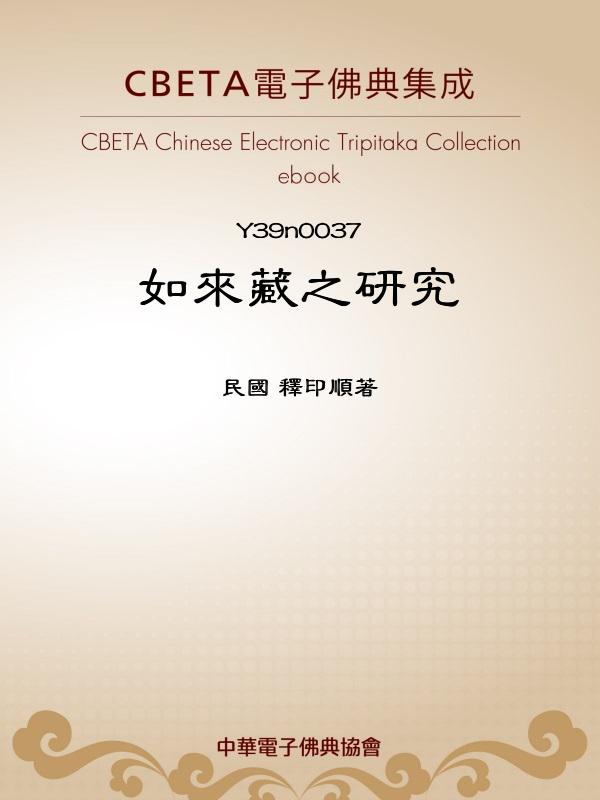 CBETA電子佛典集成
CBETA Chinese Electronic Tripitaka Collection
ebook
Y39n0037
如來藏之研究
民國 釋印順著
中華電子佛典協會